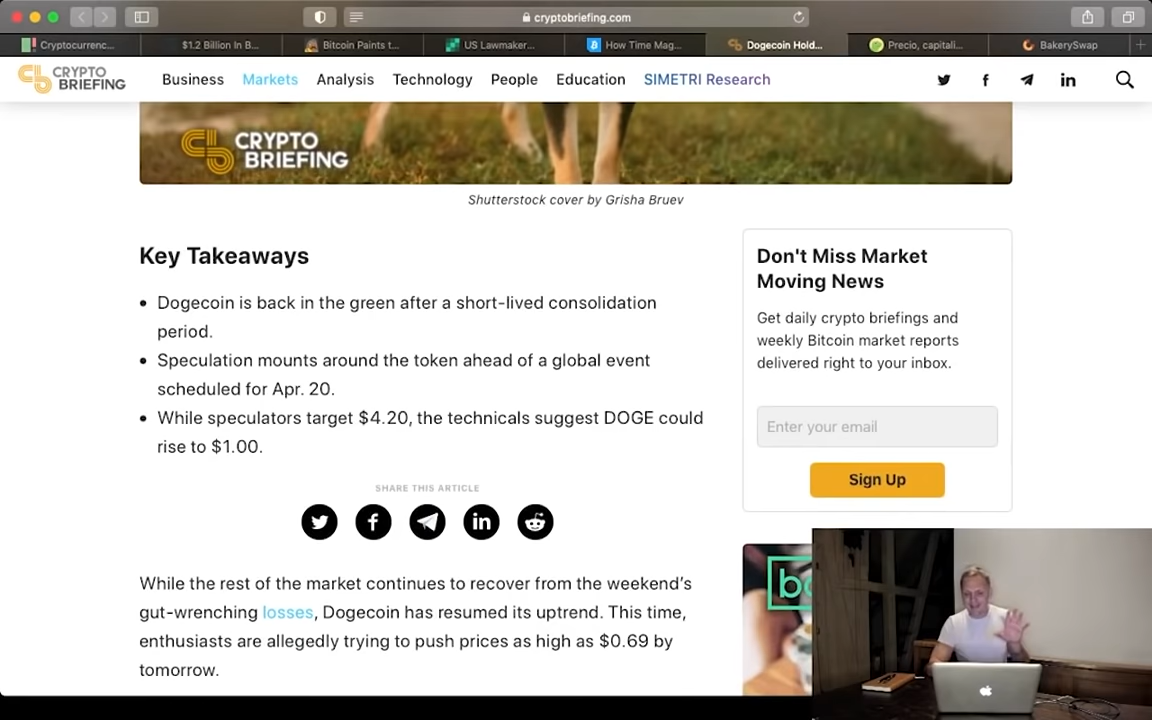 cryptobriefing.com
Cryptocurrenc...
$1.2 Billion In B...
Bitcoin Paints t...
US Lawmaker...
How Time Mag...
Dogecoin Hold...
Precio, capitali...
BakerySwap
CRYPTO
BRIEFING
Business
Markets
Analysis
Technology
People
Education
SIMETRI Research
CRYPTO
BRIEFING
Shutterstock cover by Grisha Bruev
Key Takeaways
• Dogecoin is back in the green after a short-lived consolidation
period.
• Speculation mounts around the token ahead of a global event
scheduled for Apr. 20.
• While speculators target $4.20, the technicals suggest DOGE could
rise to $1.00.
SHARE THIS ARTICLE
While the rest of the market continues to recover from the weekend's
gut-wrenching losses, Dogecoin has resumed its uptrend. This time,
enthusiasts are allegedly trying to push prices as high as $0.69 by
tomorrow.
Don't Miss Market
Moving News
Get daily crypto briefings and
weekly Bitcoin market reports
delivered right to your inbox.
Enter your email
Sign Up